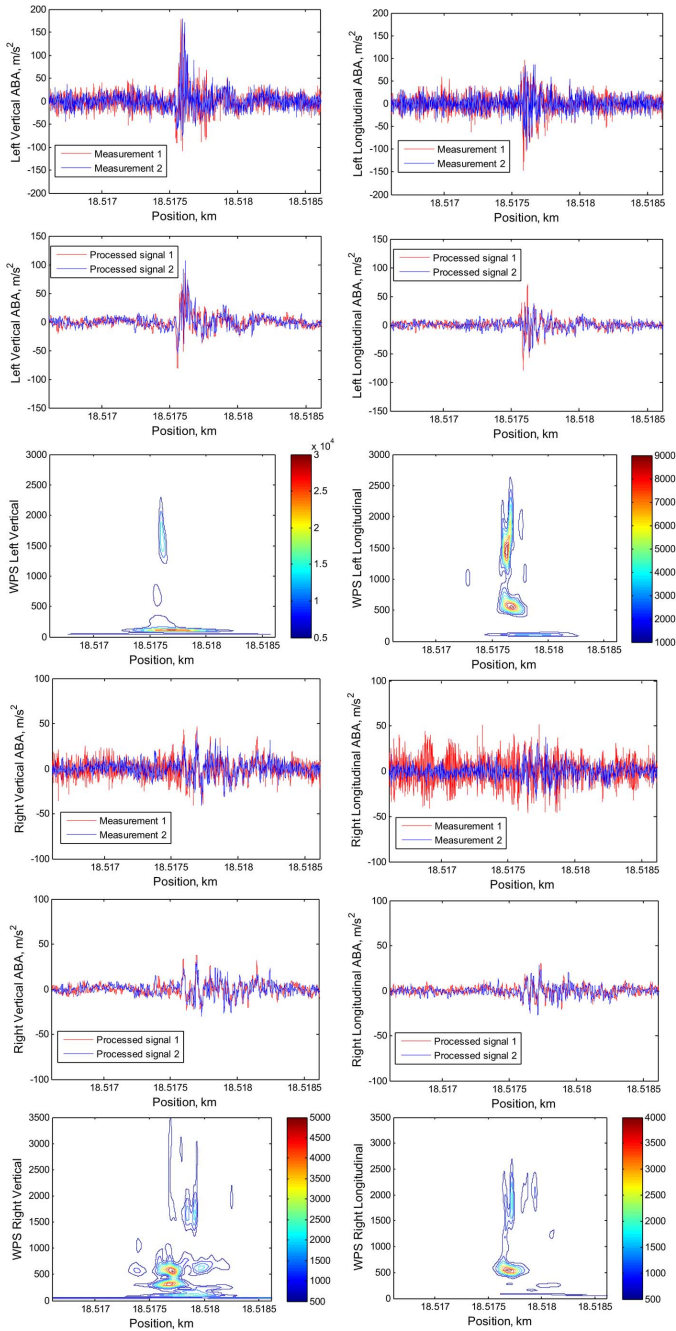 200
150
100
50
0
-50
-100
-150
-200
Left Vertical ABA, m/s²
Measurement 1
Measurement 2
18.517 18.5175 18.518 18.5185
Position, km
200
150
100
50
0
-50
-100
-150
-200
Left Longitudinal ABA, m/s²
Measurement 1
Measurement 2
18.517 18.5175 18.518 18.5185
Position, km
150
100
50
0
-50
-100
-150
Left Vertical ABA, m/s²
Processed signal 1
Processed signal 2
18.517 18.5175 18.518 18.5185
Position, km
150
100
50
0
-50
-100
-150
Left Longitudinal ABA, m/s²
Processed signal 1
Processed signal 2
18.517 18.5175 18.518 18.5185
Position, km
3000
2500
2000
1500
1000
500
0
WPS Left Vertical
18.517 18.5175 18.518 18.5185
Position, km
x 10⁴
3
2.5
2
1.5
1
0.5
3000
2500
2000
1500
1000
500
0
WPS Left Longitudinal
18.517 18.5175 18.518 18.5185
Position, km
9000
8000
7000
6000
5000
4000
3000
2000
1000
100
50
0
-50
-100
Right Vertical ABA, m/s²
Measurement 1
Measurement 2
18.517 18.5175 18.518 18.5185
Position, km
100
50
0
-50
-100
Right Longitudinal ABA, m/s²
Measurement 1
Measurement 2
18.517 18.5175 18.518 18.5185
Position, km
100
50
0
-50
-100
Right Vertical ABA, m/s²
Processed signal 1
Processed signal 2
18.517 18.5175 18.518 18.5185
Position, km
100
50
0
-50
-100
Right Longitudinal ABA, m/s²
Processed signal 1
Processed signal 2
18.517 18.5175 18.518 18.5185
Position, km
3500
3000
2500
2000
1500
1000
500
0
WPS Right Vertical
18.517 18.5175 18.518 18.5185
Position, km
5000
4500
4000
3500
3000
2500
2000
1500
1000
500
3500
3000
2500
2000
1500
1000
500
0
WPS Right Longitudinal
18.517 18.5175 18.518 18.5185
Position, km
4000
3500
3000
2500
2000
1500
1000
500